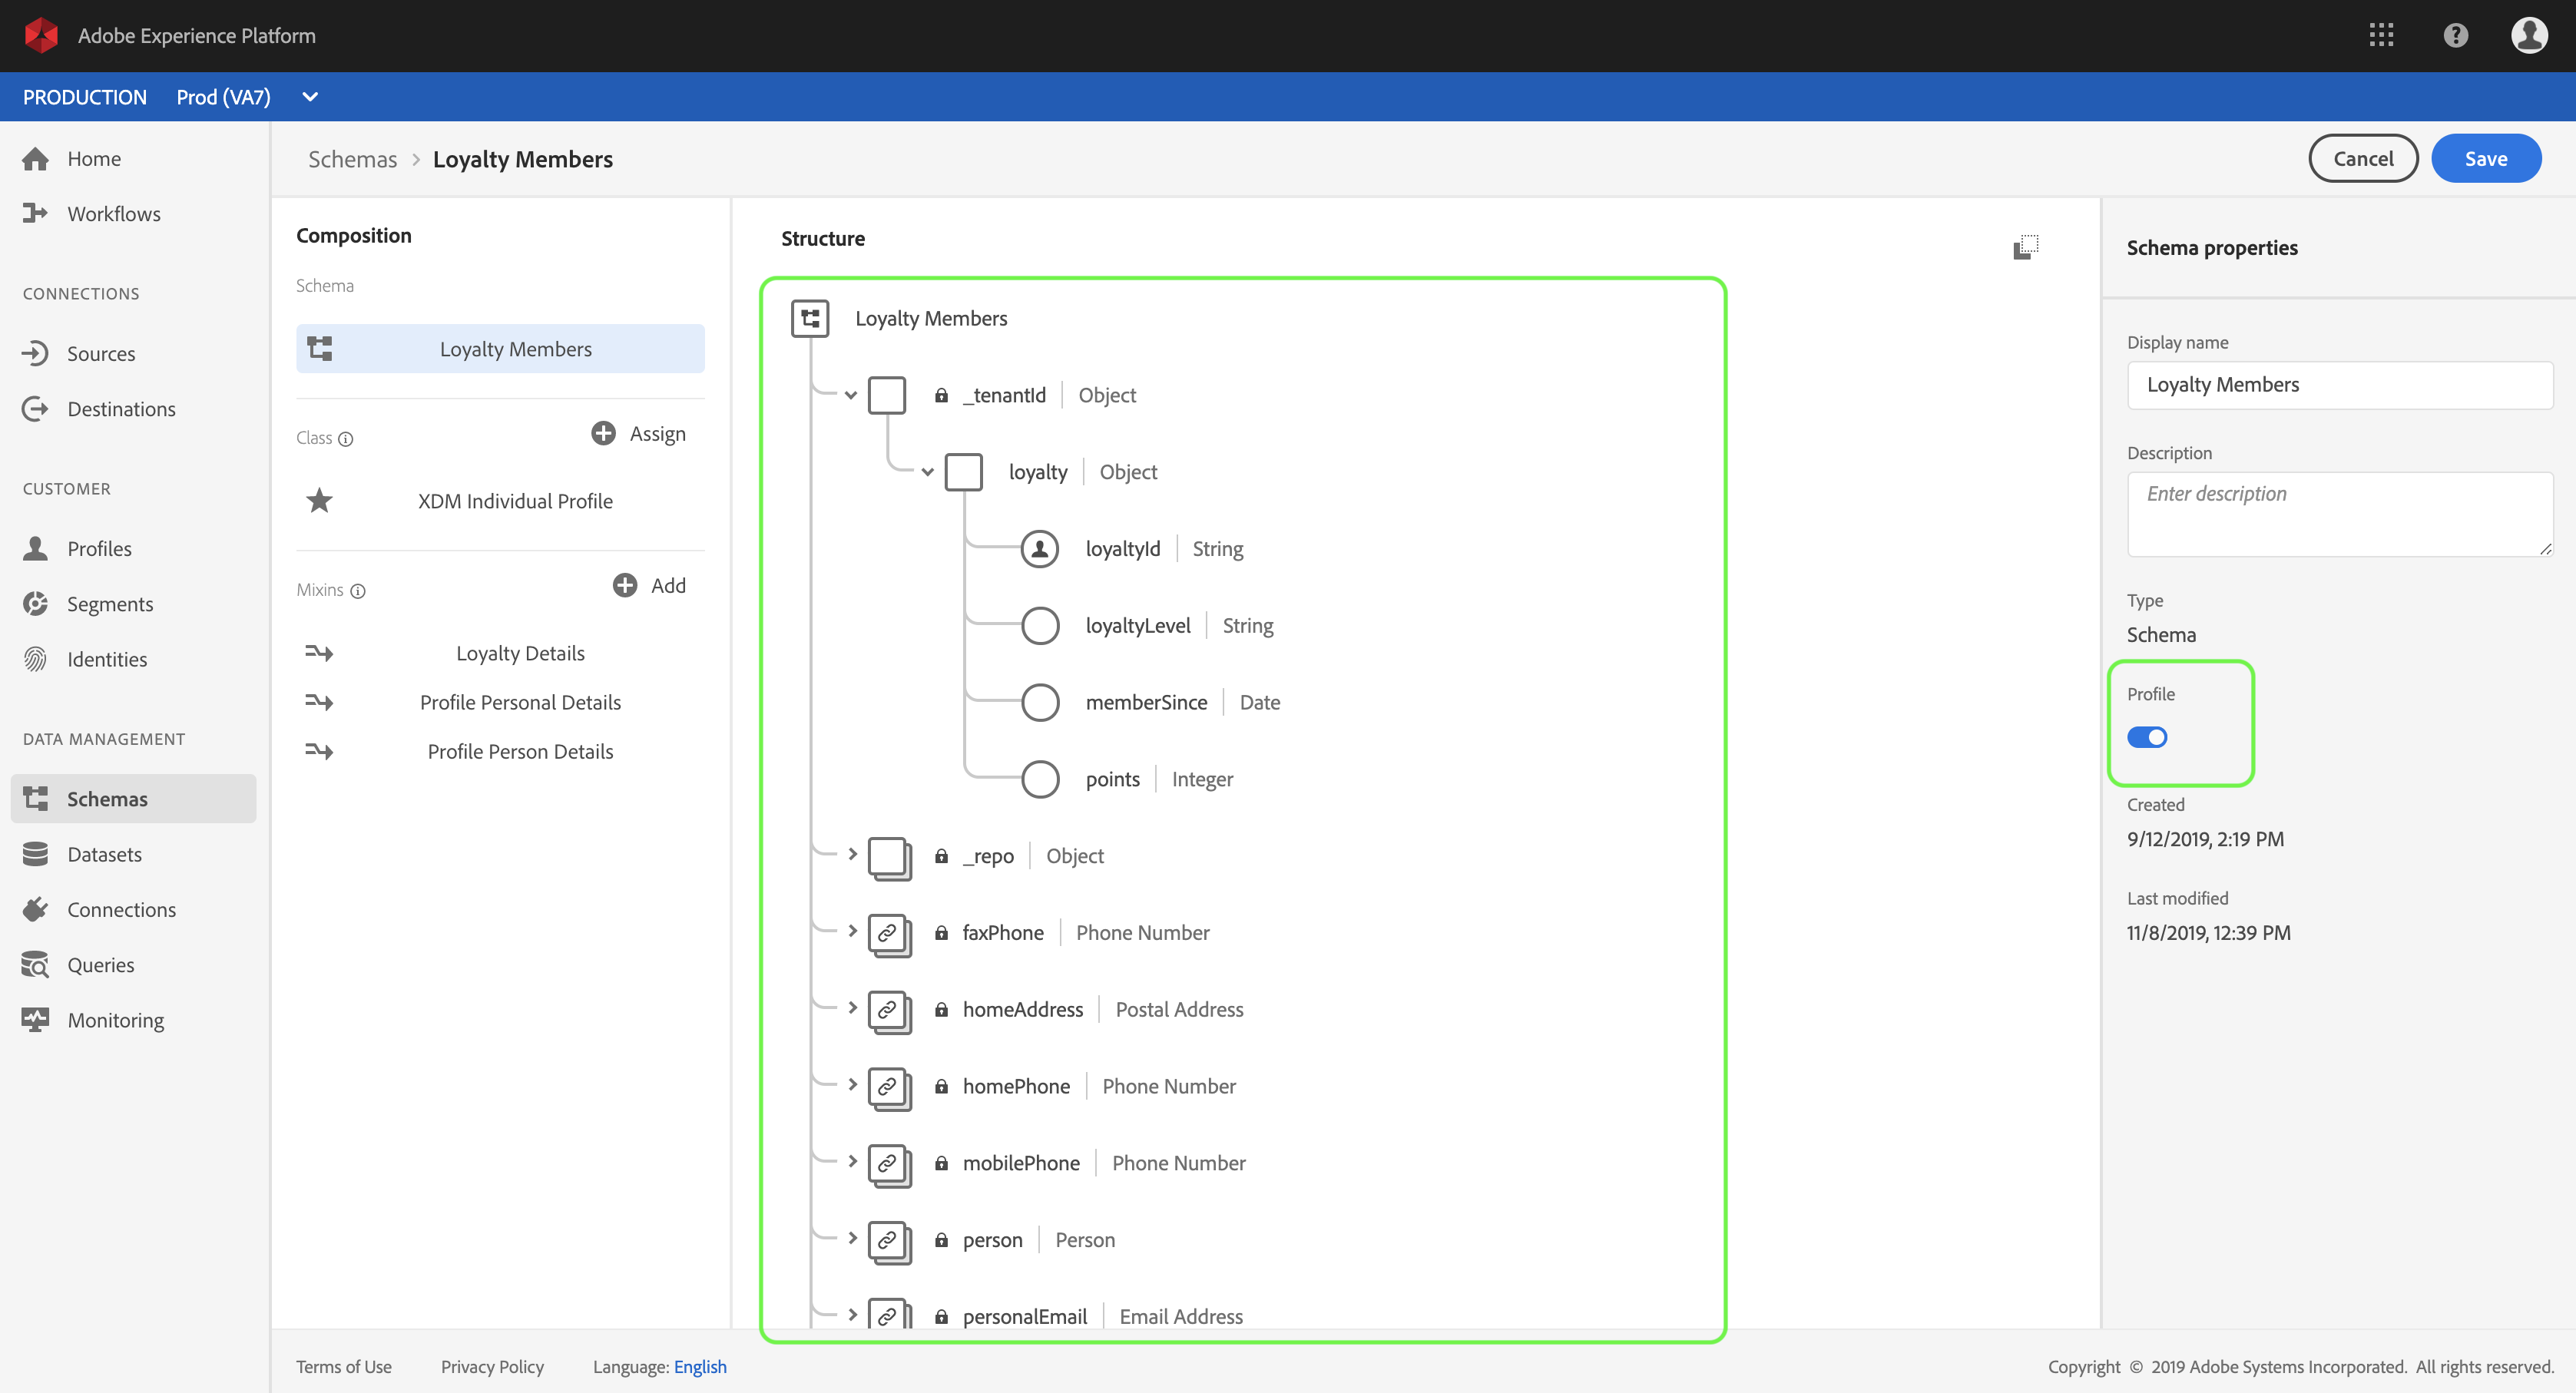 Adobe Experience Platform
PRODUCTION Prod (VA7)
Home
Workflows
CONNECTIONS
Sources
Destinations
CUSTOMER
Profiles
Segments
Identities
DATA MANAGEMENT
Schemas
Datasets
Connections
Queries
Monitoring
Schemas > Loyalty Members
Cancel
Save
Composition
Schema
Loyalty Members
Class
Assign
XDM Individual Profile
Mixins
Add
Loyalty Details
Profile Personal Details
Profile Person Details
Structure
Loyalty Members
_tenantId | Object
loyalty | Object
loyaltyId | String
loyaltyLevel | String
memberSince | Date
points | Integer
_repo | Object
faxPhone | Phone Number
homeAddress | Postal Address
homePhone | Phone Number
mobilePhone | Phone Number
person | Person
personalEmail | Email Address
Schema properties
Display name
Loyalty Members
Description
Enter description
Type
Schema
Profile
Created
9/12/2019, 2:19 PM
Last modified
11/8/2019, 12:39 PM
Terms of Use Privacy Policy Language: English
Copyright © 2019 Adobe Systems Incorporated. All rights reserved.